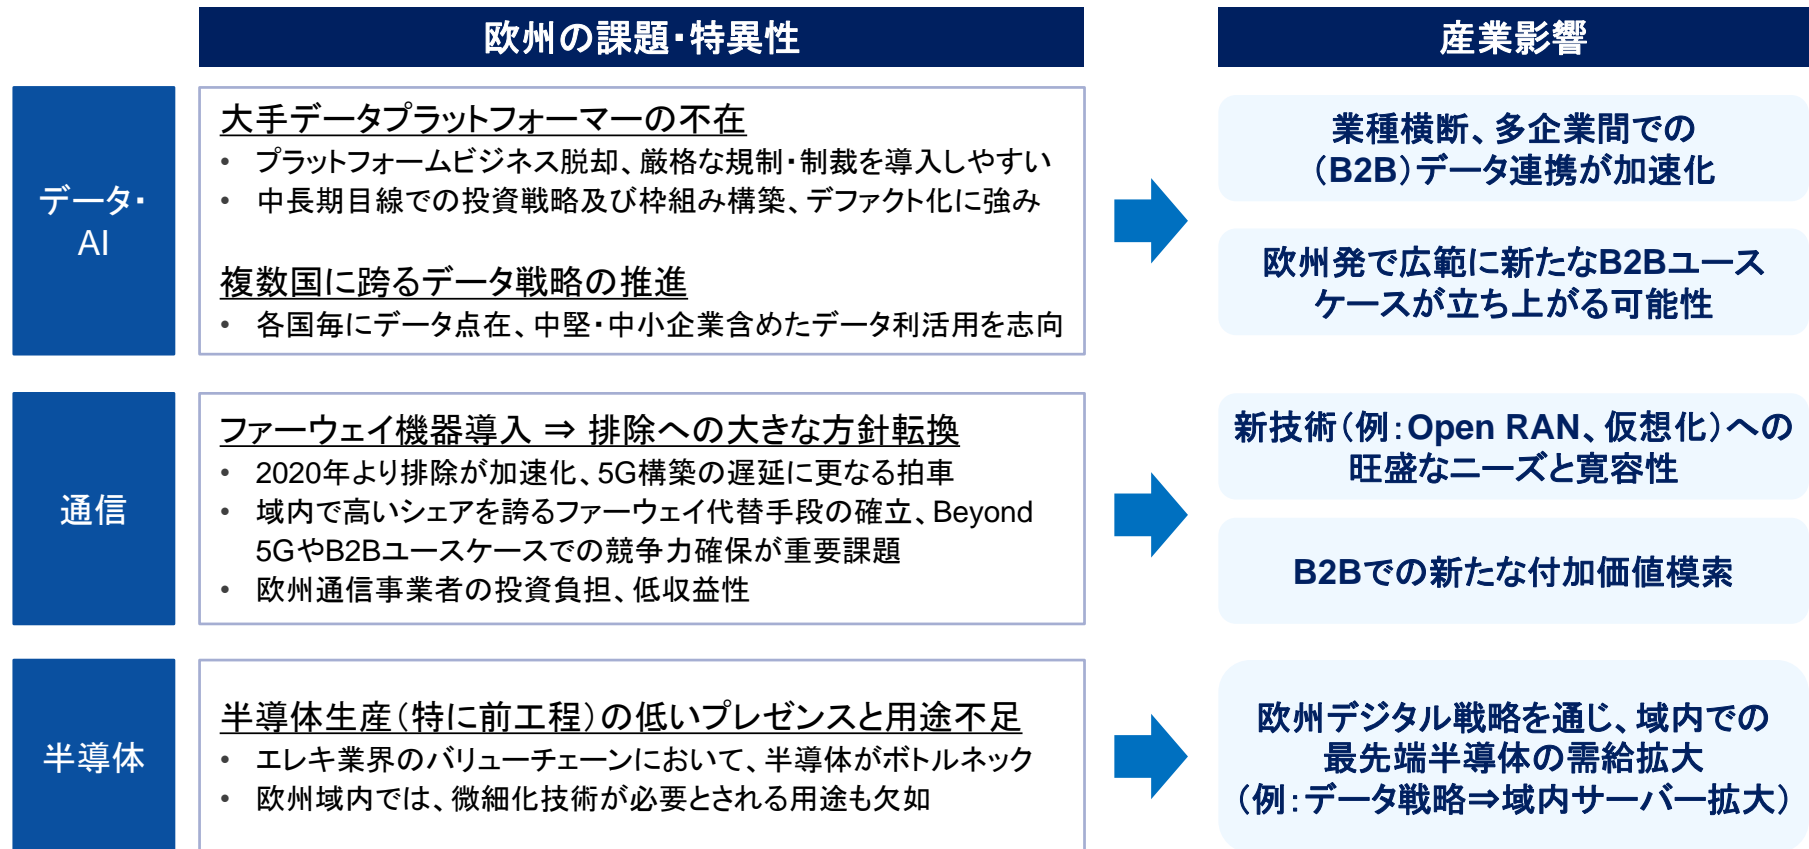 欧州の課題・特異性
産業影響
データ・
AI
大手データプラットフォーマーの不在
• プラットフォームビジネス脱却、厳格な規制・制裁を導入しやすい
• 中長期目線での投資戦略及び枠組み構築、デファクト化に強み
複数国に跨るデータ戦略の推進
• 各国毎にデータ点在、中堅・中小企業含めたデータ利活用を志向
業種横断、多企業間での
（B2B）データ連携が加速化
欧州発で広範に新たなB2Bユース
ケースが立ち上がる可能性
通信
ファーウェイ機器導入 ⇒ 排除への大きな方針転換
• 2020年より排除が加速化、5G構築の遅延に更なる拍車
• 域内で高いシェアを誇るファーウェイ代替手段の確立、Beyond
5GやB2Bユースケースでの競争力確保が重要課題
• 欧州通信事業者の投資負担、低収益性
新技術（例：Open RAN、仮想化）への
旺盛なニーズと寛容性
B2Bでの新たな付加価値模索
半導体
半導体生産（特に前工程）の低いプレゼンスと用途不足
• エレキ業界のバリューチェーンにおいて、半導体がボトルネック
• 欧州域内では、微細化技術が必要とされる用途も欠如
欧州デジタル戦略を通じ、域内での
最先端半導体の需給拡大
（例：データ戦略⇒域内サーバー拡大）